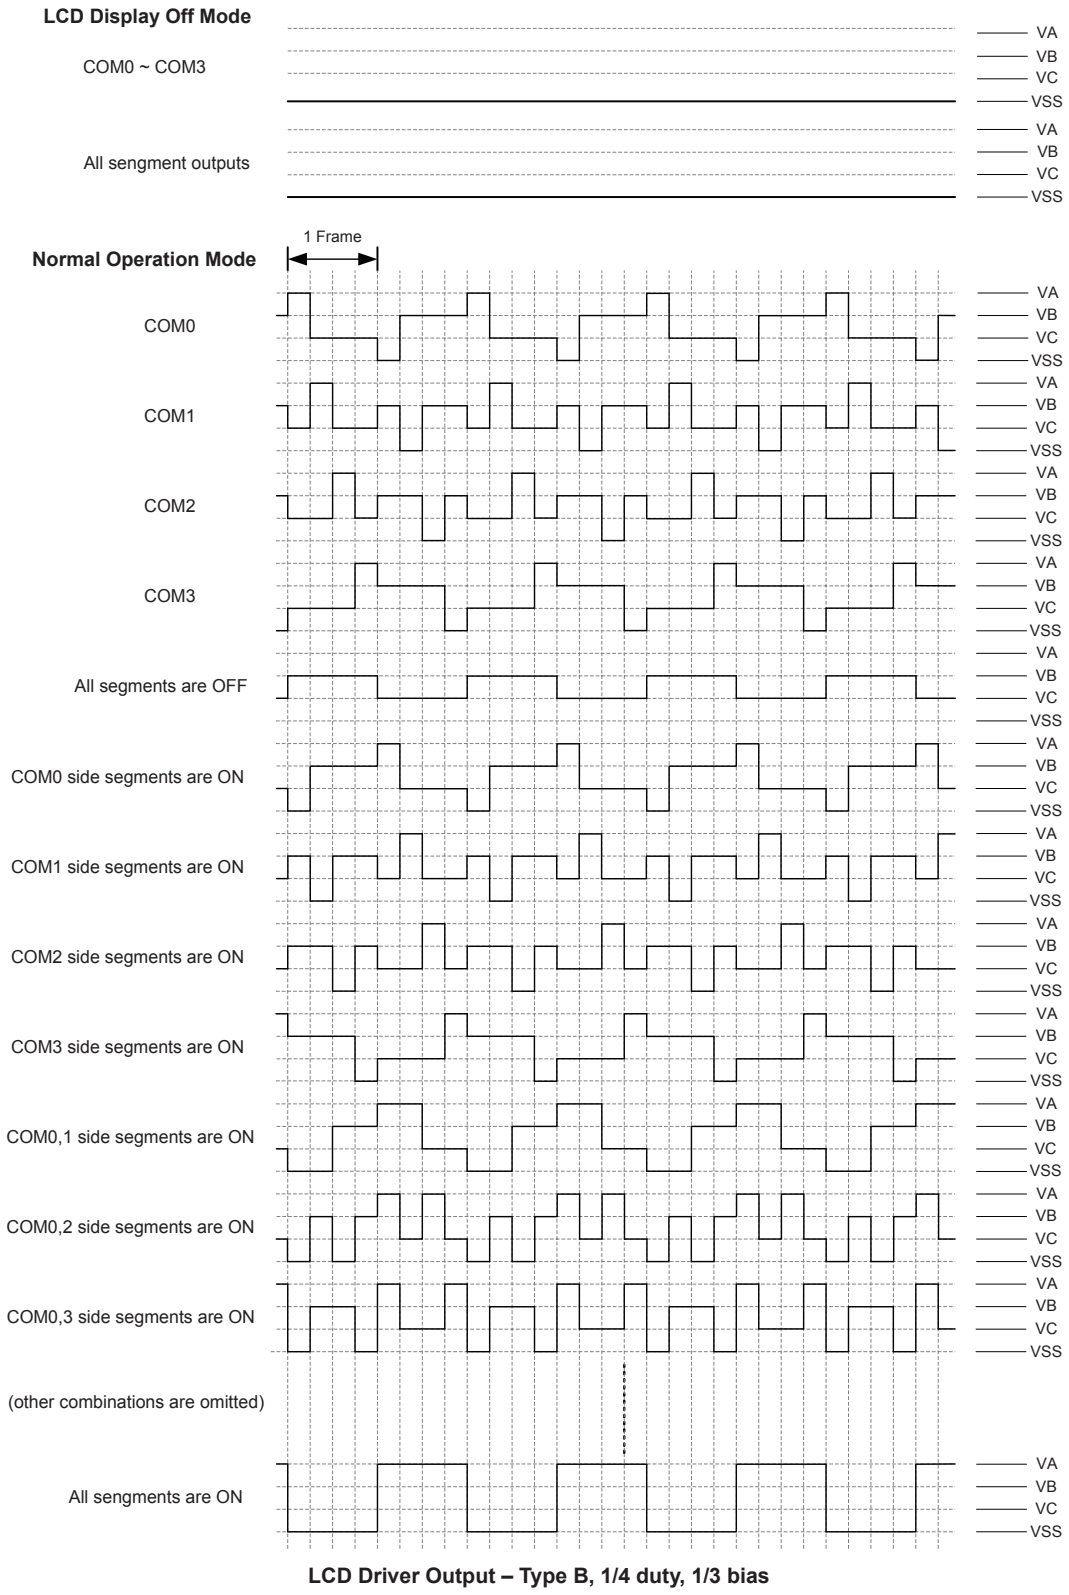 LCD Display Off Mode
COM0 ~ COM3
VA
VB
VC
VSS
All sengment outputs
VA
VB
VC
VSS
Normal Operation Mode
1 Frame
COM0
VA
VB
VC
VSS
COM1
VA
VB
VC
VSS
COM2
VA
VB
VC
VSS
COM3
VA
VB
VC
VSS
All segments are OFF
VA
VB
VC
VSS
COM0 side segments are ON
VA
VB
VC
VSS
COM1 side segments are ON
VA
VB
VC
VSS
COM2 side segments are ON
VA
VB
VC
VSS
COM3 side segments are ON
VA
VB
VC
VSS
COM0,1 side segments are ON
VA
VB
VC
VSS
COM0,2 side segments are ON
VA
VB
VC
VSS
COM0,3 side segments are ON
VA
VB
VC
VSS
(other combinations are omitted)
All sengments are ON
VA
VB
VC
VSS
LCD Driver Output – Type B, 1/4 duty, 1/3 bias